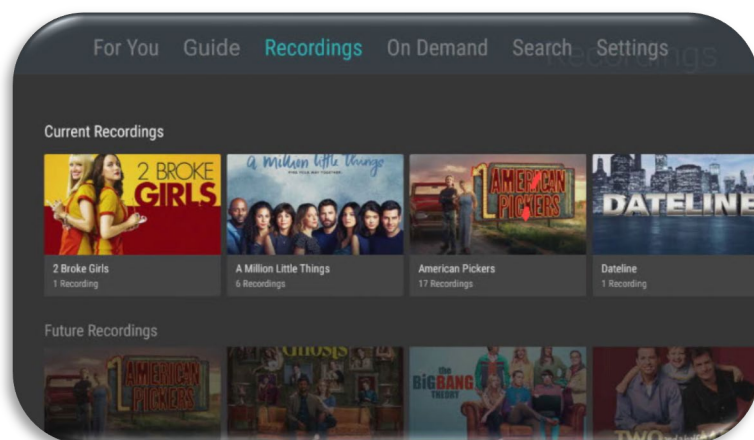 For You Guide Recordings On Demand Search Settings
Recordings
Current Recordings
2 BROKE GIRLS
a million little things
AMERICAN PICKERS
DATELINE
2 Broke Girls
1 Recording
A Million Little Things
6 Recordings
American Pickers
17 Recordings
Dateline
1 Recording
Future Recordings
AMERICAN PICKERS
GHOSTS
the BiG BANG THEORY
TWO